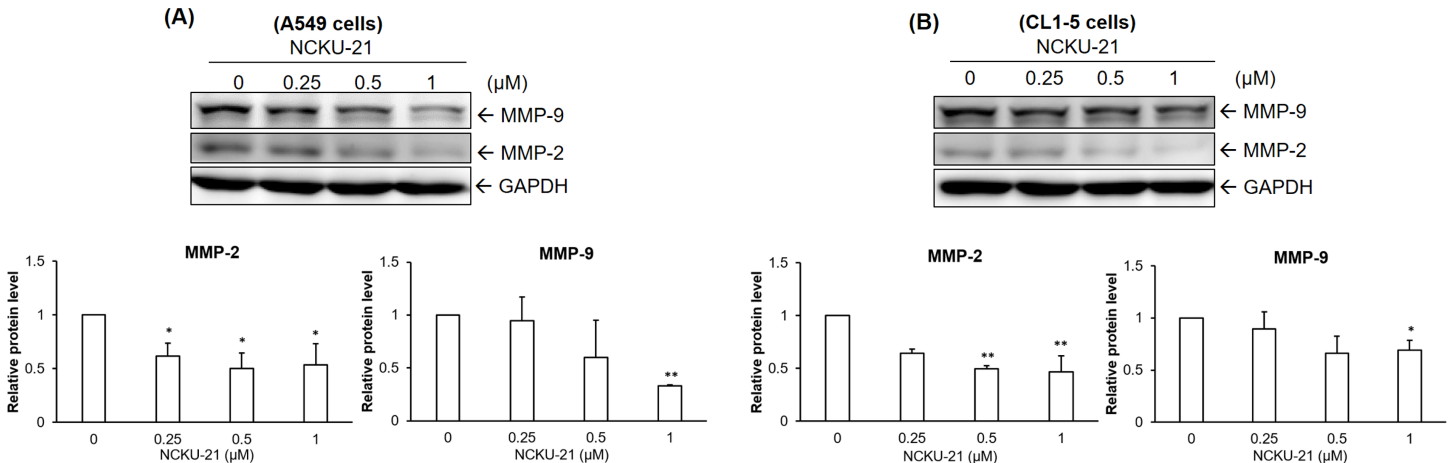 (A)
(A549 cells)
NCKU-21
0 0.25 0.5 1 (µM)
← MMP-9
← MMP-2
← GAPDH
MMP-2
Relative protein level
1.5
1
0.5
0
*
*
*
0 0.25 0.5 1
NCKU-21 (µM)
MMP-9
Relative protein level
1.5
1
0.5
0
**
0 0.25 0.5 1
NCKU-21 (µM)
(B)
(CL1-5 cells)
NCKU-21
0 0.25 0.5 1 (µM)
← MMP-9
← MMP-2
← GAPDH
MMP-2
Relative protein level
1.5
1
0.5
0
**
**
0 0.25 0.5 1
NCKU-21 (µM)
MMP-9
Relative protein level
1.5
1
0.5
0
*
0 0.25 0.5 1
NCKU-21 (µM)